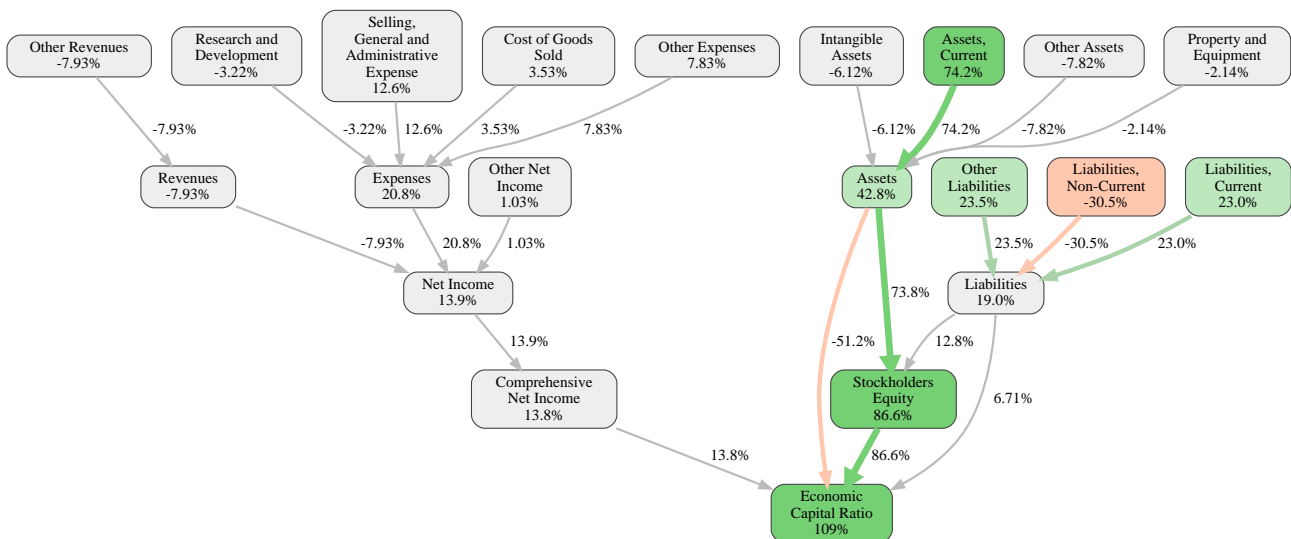 Other Revenues
-7.93%
Research and
Development
-3.22%
Selling,
General and
Administrative
Expense
12.6%
Cost of Goods
Sold
3.53%
Other Expenses
7.83%
Intangible
Assets
-6.12%
Assets,
Current
74.2%
Other Assets
-7.82%
Property and
Equipment
-2.14%
-7.93%
-3.22%
12.6%
3.53%
7.83%
-6.12%
74.2%
-7.82%
-2.14%
Revenues
-7.93%
Expenses
20.8%
Other Net
Income
1.03%
Assets
42.8%
Other
Liabilities
23.5%
Liabilities,
Non-Current
-30.5%
Liabilities,
Current
23.0%
-7.93%
20.8%
1.03%
23.5%
-30.5%
23.0%
Net Income
13.9%
73.8%
Liabilities
19.0%
13.9%
-51.2%
12.8%
Comprehensive
Net Income
13.8%
Stockholders
Equity
86.6%
6.71%
13.8%
86.6%
Economic
Capital Ratio
109%